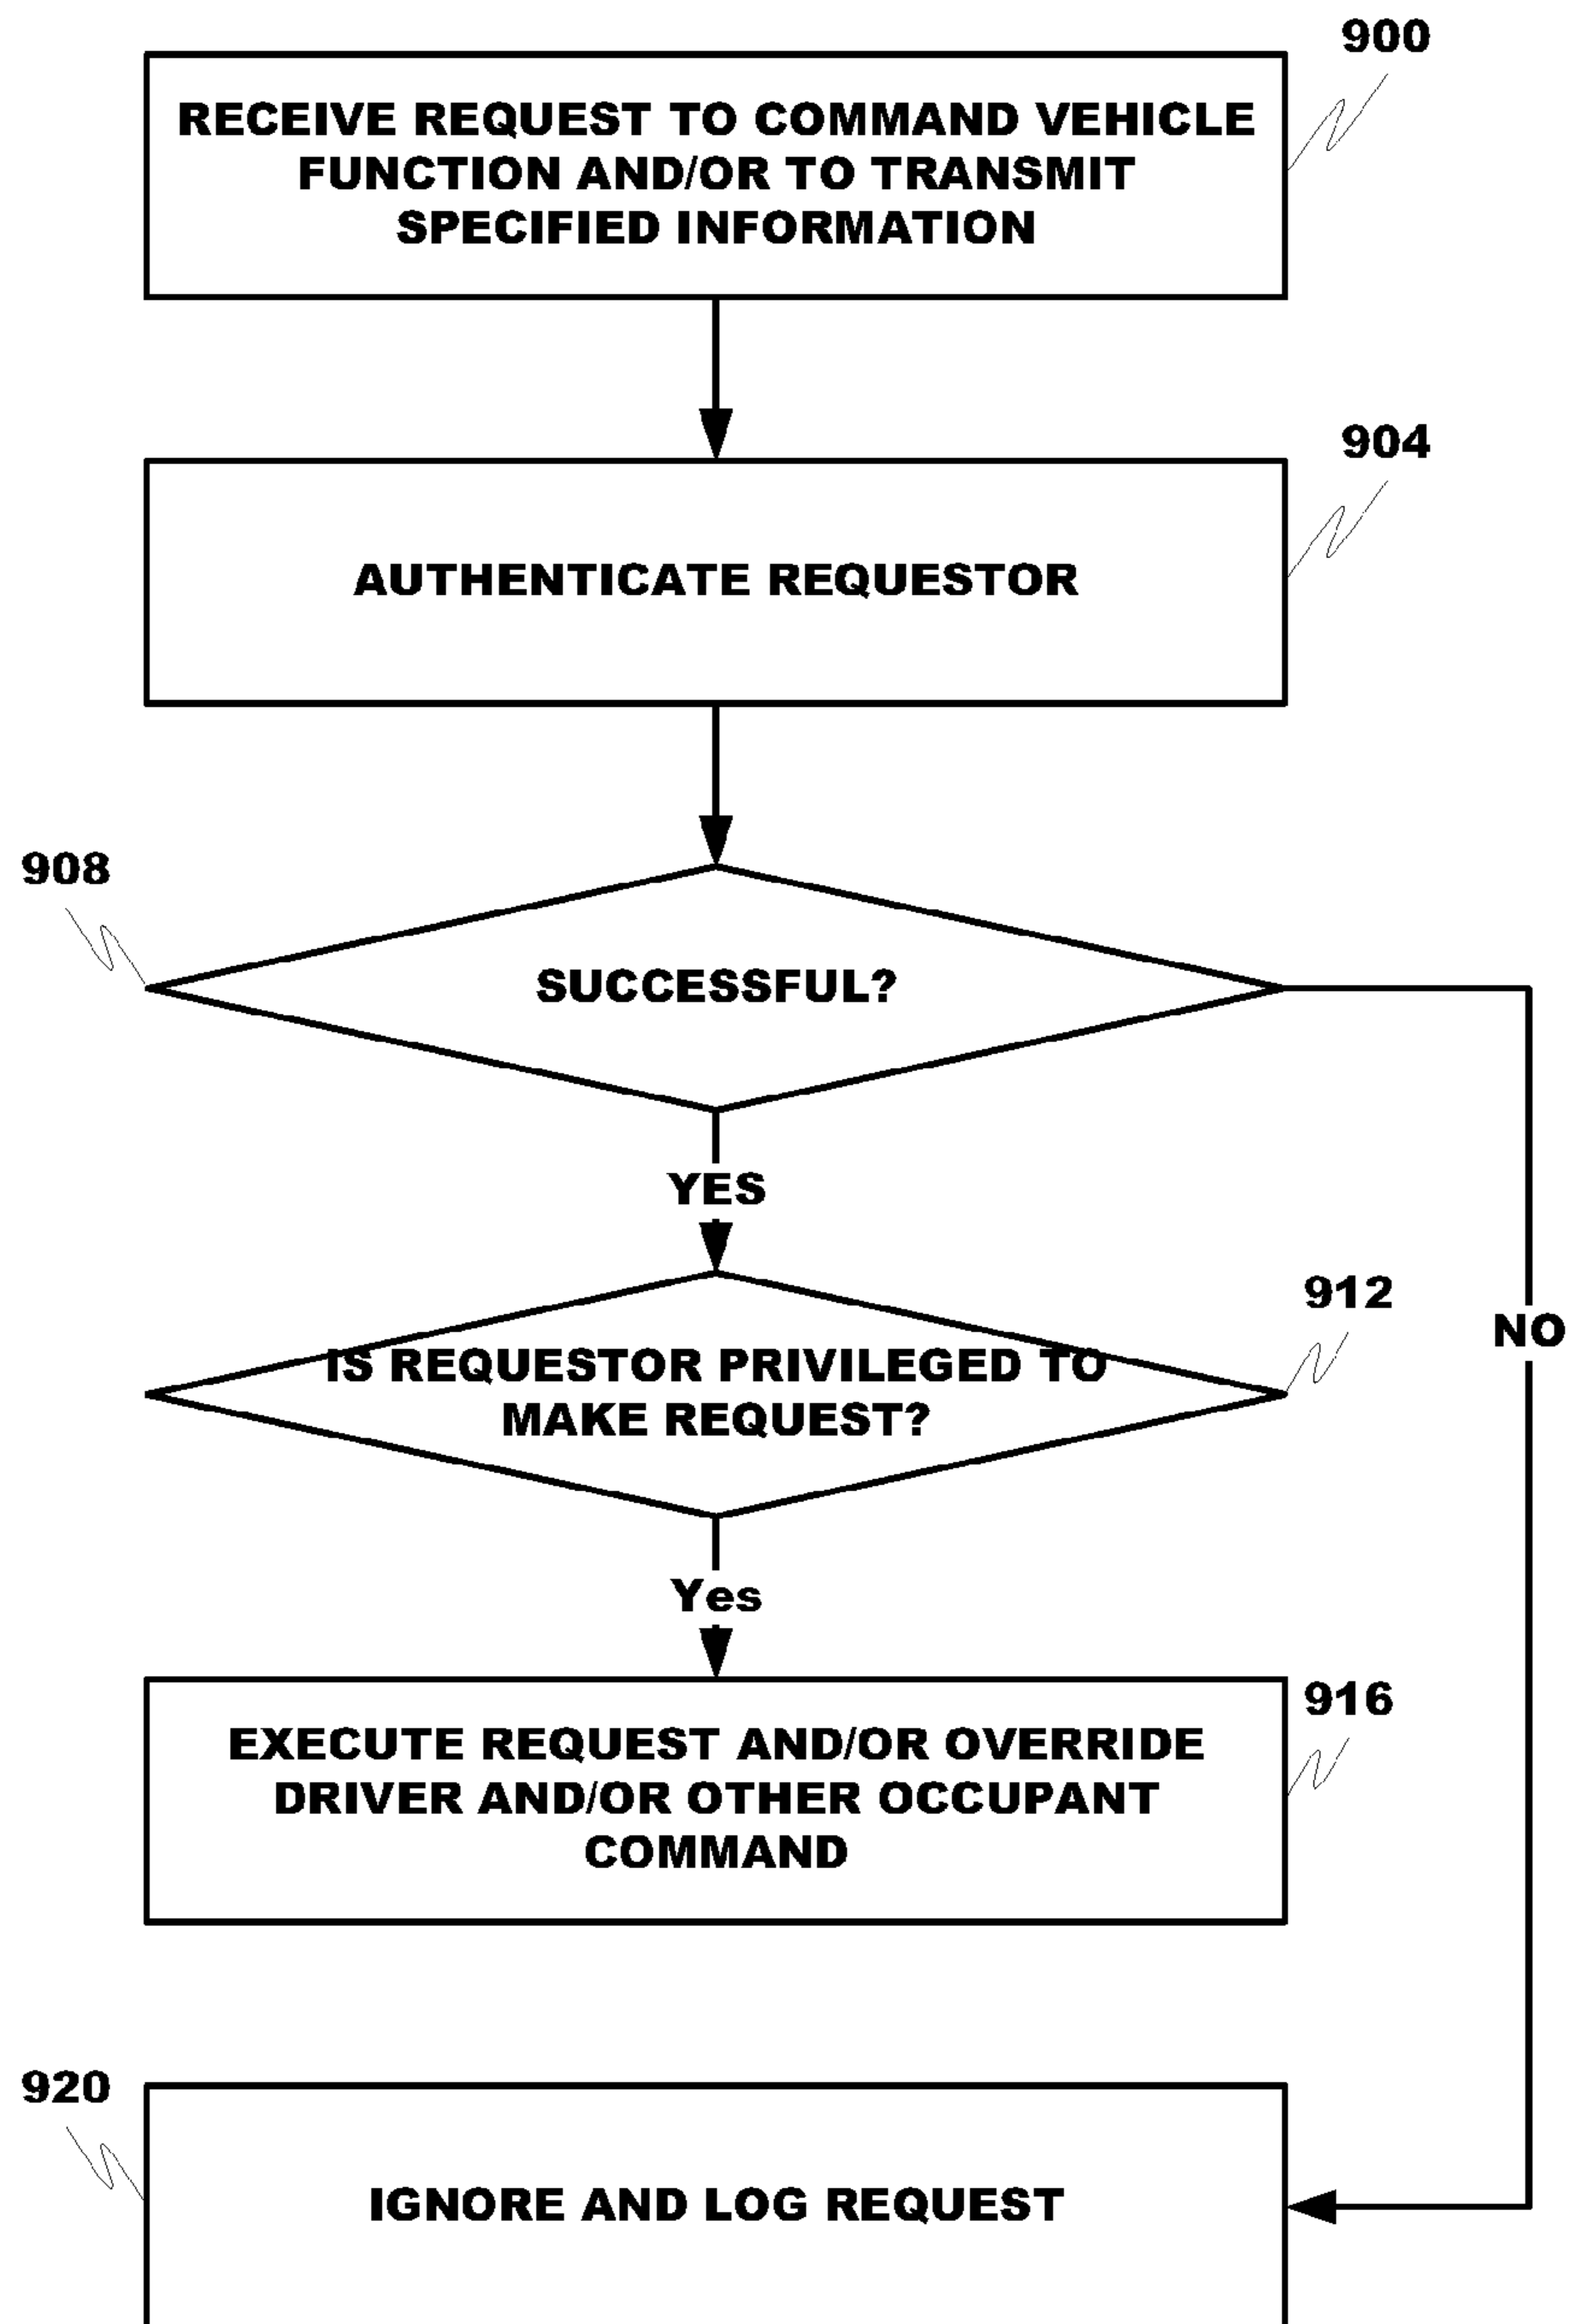 900
RECEIVE REQUEST TO COMMAND VEHICLE
FUNCTION AND/OR TO TRANSMIT
SPECIFIED INFORMATION
904
AUTHENTICATE REQUESTOR
908
SUCCESSFUL?
YES
912
NO
IS REQUESTOR PRIVILEGED TO
MAKE REQUEST?
Yes
916
EXECUTE REQUEST AND/OR OVERRIDE
DRIVER AND/OR OTHER OCCUPANT
COMMAND
920
IGNORE AND LOG REQUEST